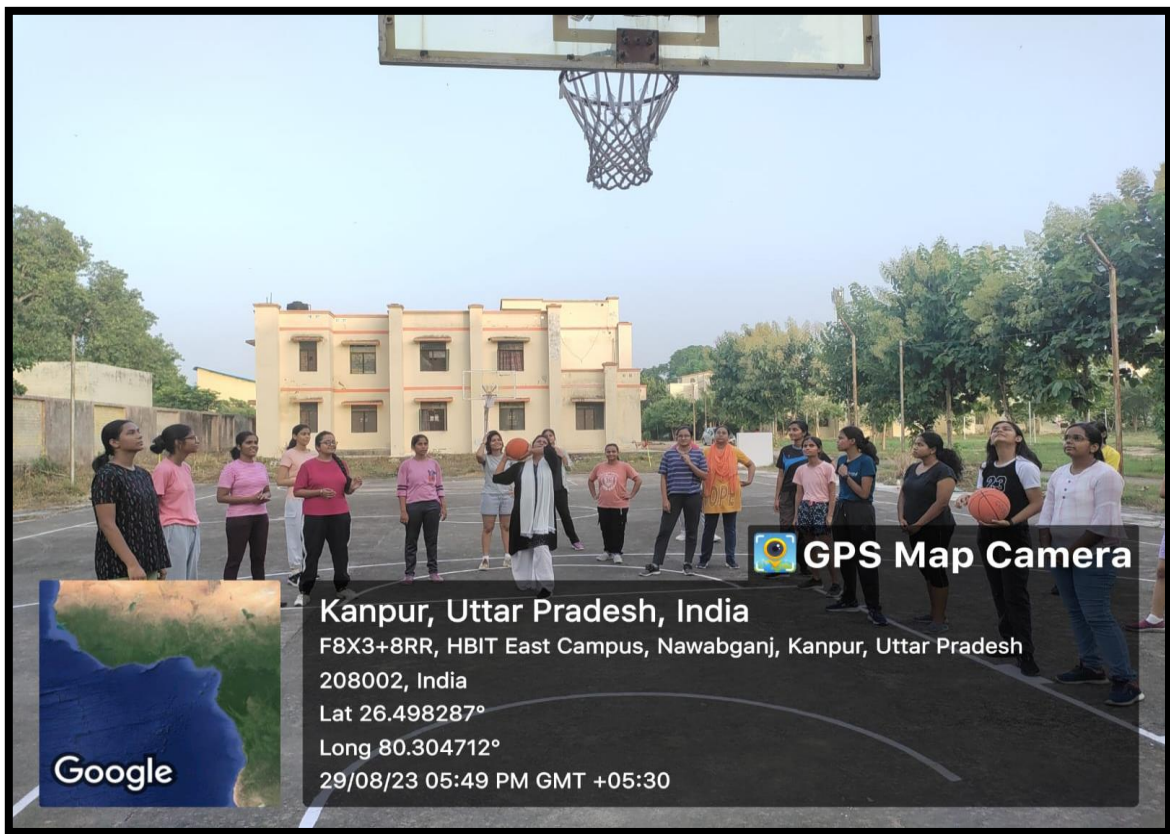 GPS Map Camera
Kanpur, Uttar Pradesh, India
F8X3+8RR, HBIT East Campus, Nawabganj, Kanpur, Uttar Pradesh
208002, India
Lat 26.498287°
Long 80.304712°
29/08/23 05:49 PM GMT +05:30
Google
23